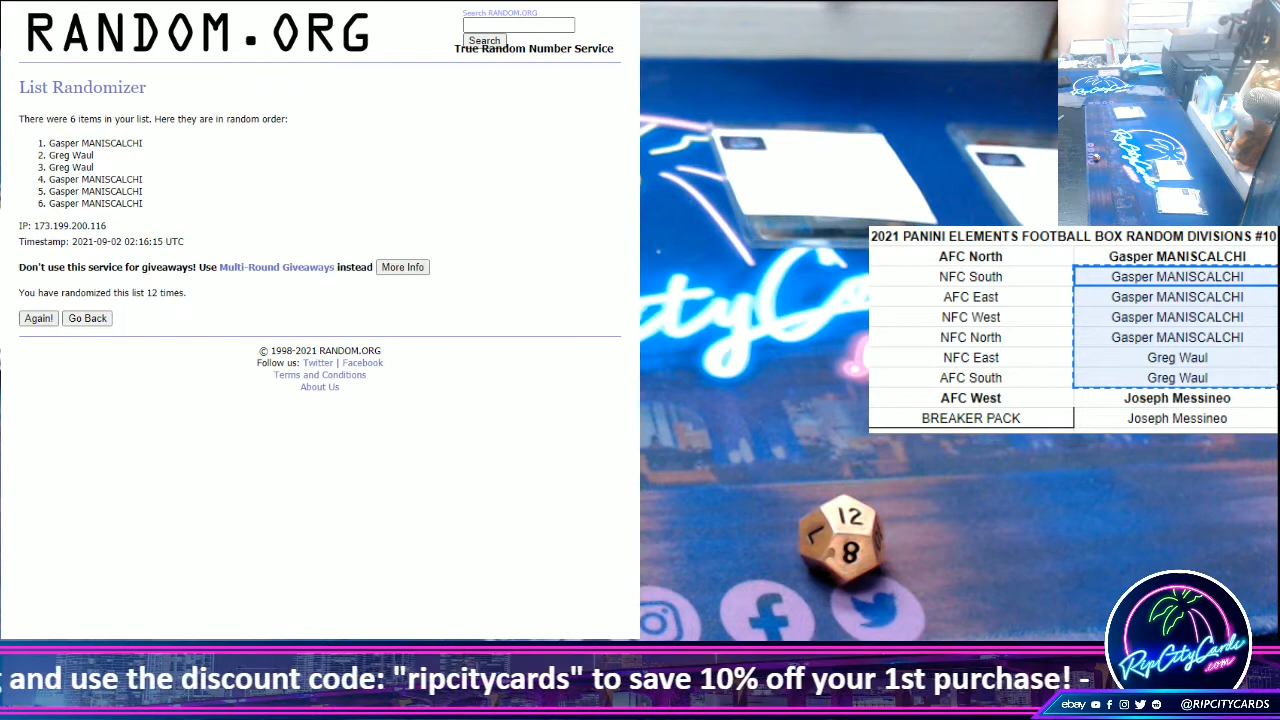 RANDOM.ORG
Search RANDOM.ORG
Search
True Random Number Service
List Randomizer
There were 6 items in your list. Here they are in random order:
1. Gasper MANISCALCHI
2. Greg Waul
3. Greg Waul
4. Gasper MANISCALCHI
5. Gasper MANISCALCHI
6. Gasper MANISCALCHI
IP: 173.199.200.116
Timestamp: 2021-09-02 02:16:15 UTC
Don't use this service for giveaways! Use Multi-Round Giveaways instead More Info
You have randomized this list 12 times.
Again! Go Back
© 1998-2021 RANDOM.ORG
Follow us: Twitter | Facebook
Terms and Conditions
About Us
2021 PANINI ELEMENTS FOOTBALL BOX RANDOM DIVISIONS #10
AFC North Gasper MANISCALCHI
NFC South Gasper MANISCALCHI
AFC East Gasper MANISCALCHI
NFC West Gasper MANISCALCHI
NFC North Gasper MANISCALCHI
NFC East Greg Waul
AFC South Greg Waul
AFC West Joseph Messineo
BREAKER PACK Joseph Messineo
ityCards
12
7
8
RipCityCards
.com
and use the discount code: "ripcitycards" to save 10% off your 1st purchase! -
ebay @RIPCITYCARDS